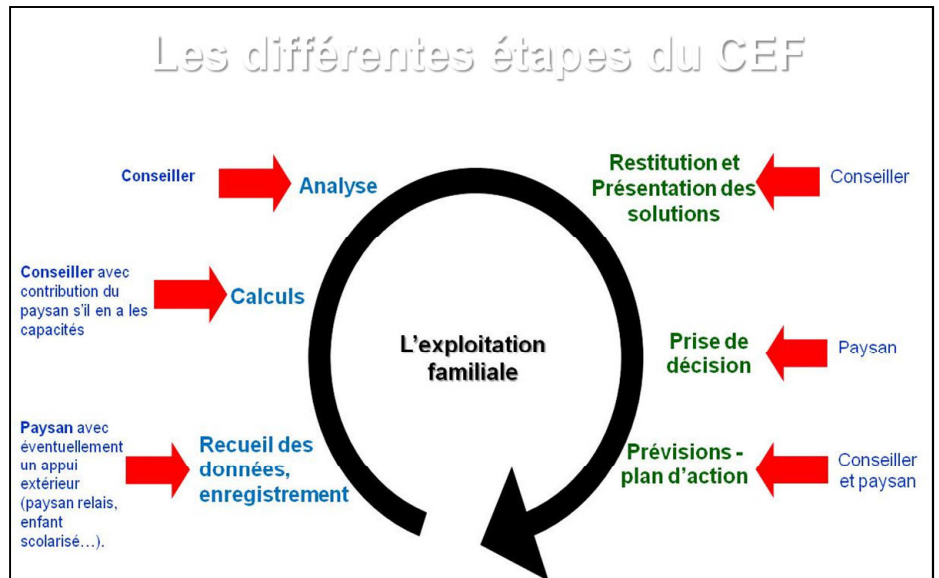 Les différentes étapes du CEF
Conseiller
Analyse
Conseiller avec
contribution du
paysan s'il en a les
capacités
Calculs
Paysan avec
éventuellement
un appui
extérieur
(paysan relais,
enfant
scolarisé…).
Recueil des
données,
enregistrement
L'exploitation
familiale
Restitution et
Présentation des
solutions
Conseiller
Prise de
décision
Paysan
Prévisions -
plan d'action
Conseiller
et paysan